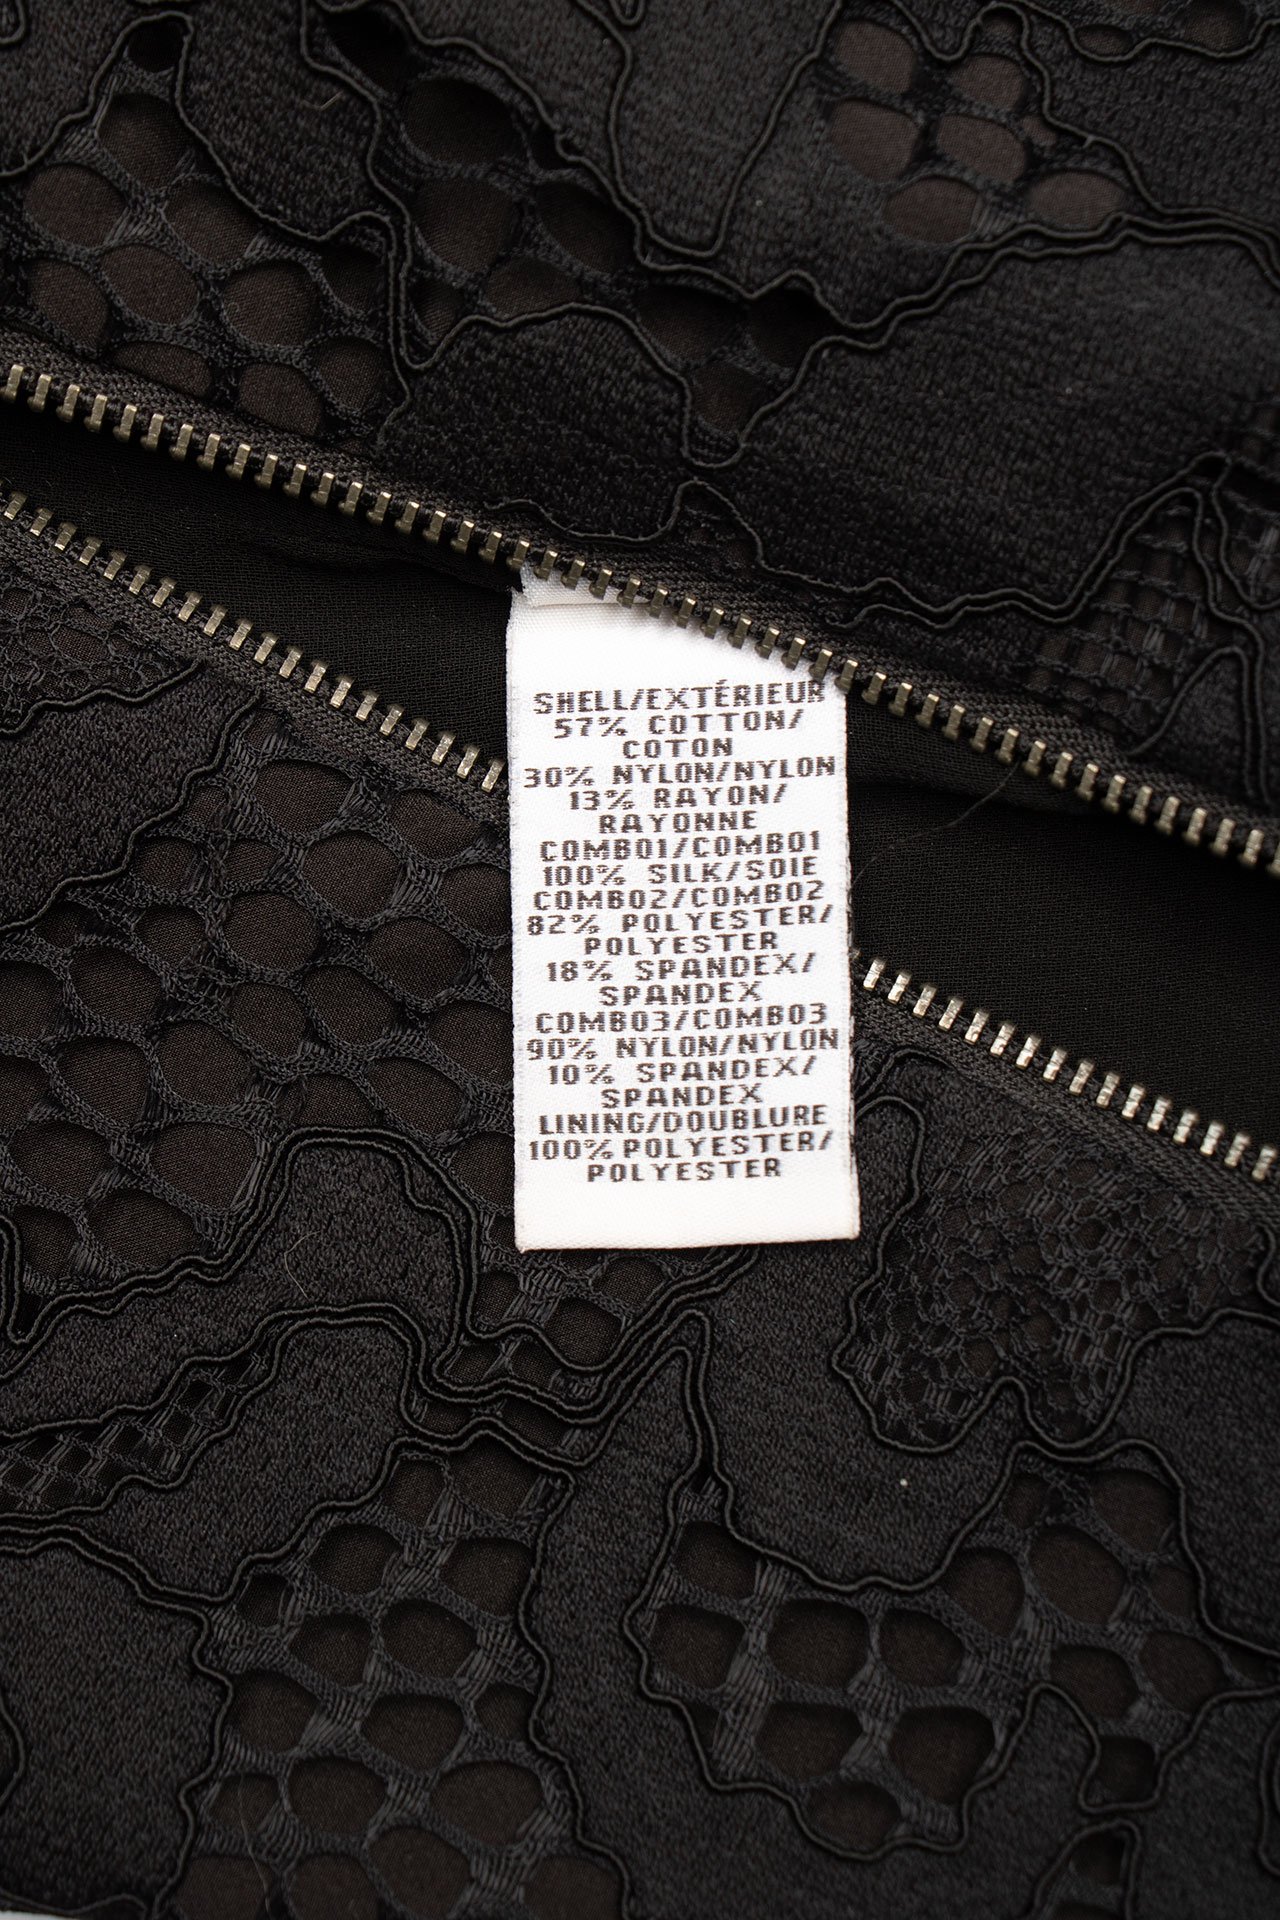 SHELL/EXTÉRIEUR
57% COTTON/
COTON
30% NYLON/NYLON
13% RAYON/
RAYONNE
COMBO1/COMBO1
100% SILK/SOIE
COMBO2/COMBO2
82% POLYESTER/
POLYESTER
18% SPANDEX/
SPANDEX
COMBO3/COMBO3
90% NYLON/NYLON
10% SPANDEX/
SPANDEX
LINING/DOUBLURE
100% POLYESTER/
POLYESTER